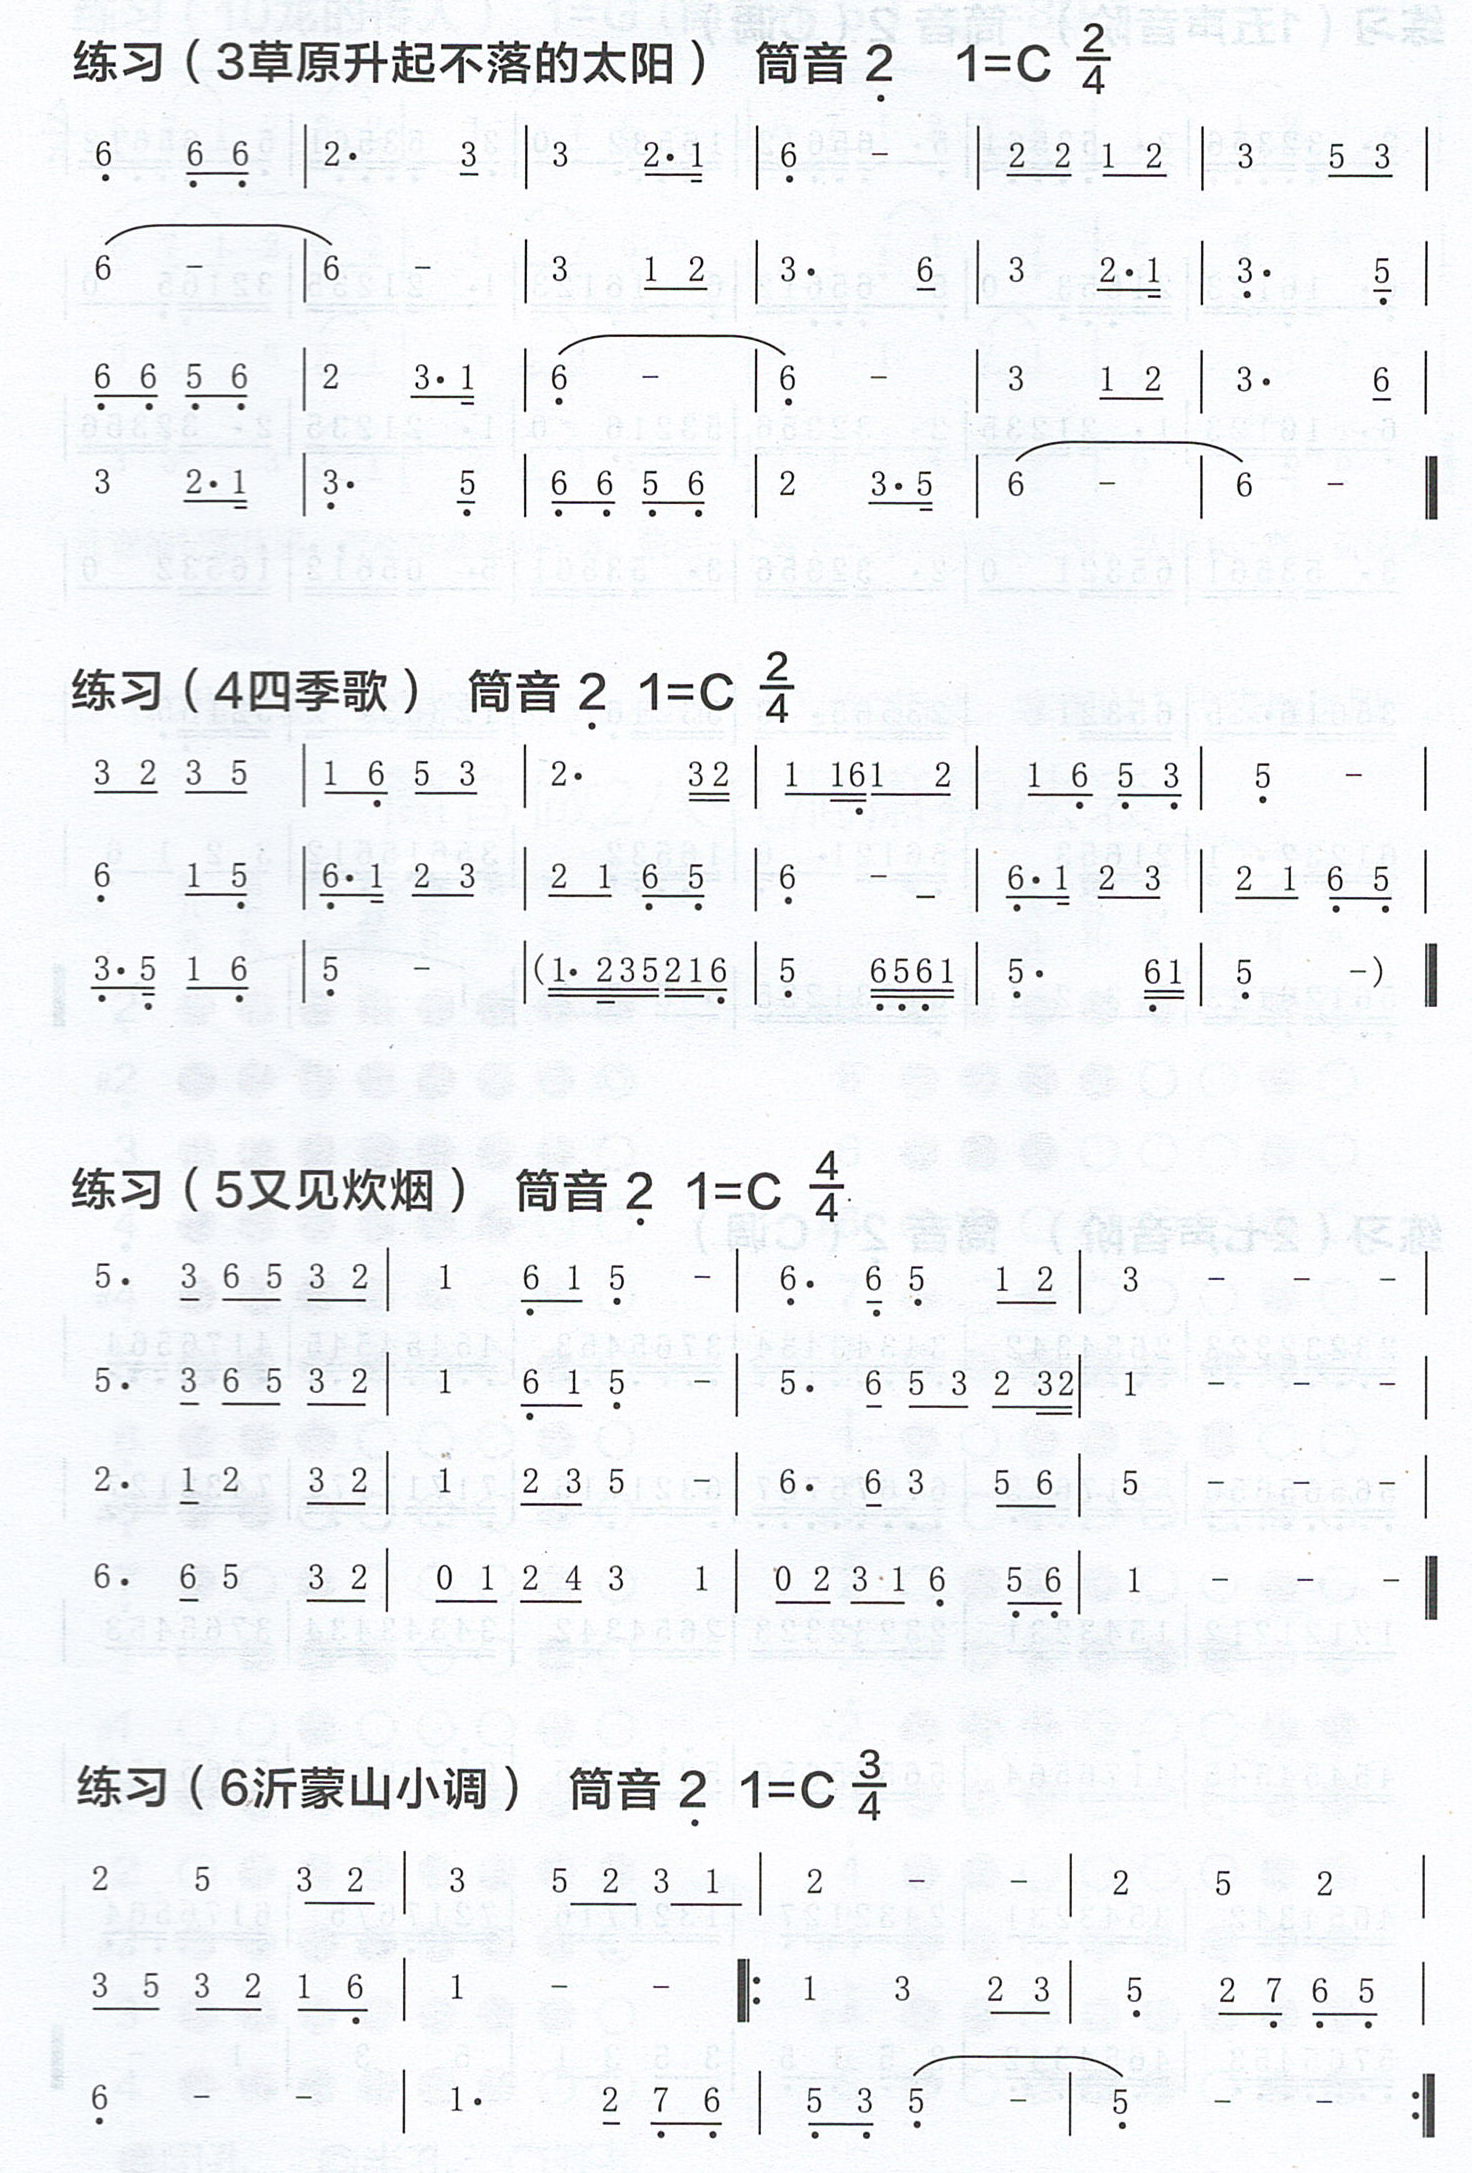 练习（3草原升起不落的太阳） 筒音 2̣ 1=C 2/4
6̣ 6̣ 6̣ | 2· 3 | 3 2·1 | 6̣ - | 2 2 1 2 | 3 5 3 |
6 - | 6 - | 3 1 2 | 3· 6 | 3 2·1 | 3̣· 5̣ |
6̣ 6̣ 5̣ 6̣ | 2 3·1 | 6̣ - | 6̣ - | 3 1 2 | 3· 6 |
3 2·1 | 3̣· 5̣ | 6̣ 6̣ 5̣ 6̣ | 2 3·5 | 6 - | 6 - ‖
练习（4四季歌） 筒音 2̣ 1=C 2/4
3 2 3 5 | 1 6̣ 5 3 | 2· 32 | 1 16̣1 2 | 1 6̣ 5̣ 3̣ | 5̣ - |
6̣ 1 5̣ | 6̣·1 2 3 | 2 1 6̣ 5̣ | 6̣ - _ | 6̣·1 2 3 | 2 1 6̣ 5̣ |
3̣·5̣ 1 6̣ | 5̣ - | (1· 235216̣ | 5̣ 6̣5̣6̣1 | 5̣· 6̣1 | 5̣ -) ‖
练习（5又见炊烟） 筒音 2̣ 1=C 4/4
5· 3 6 5 3 2 | 1 6̣ 1 5̣ - | 6̣· 6̣ 5̣ 1 2 | 3 - - - |
5· 3 6 5 3 2 | 1 6̣ 1 5̣ - | 5· 6 5 3 2 32 | 1 - - - |
2· 1 2 3 2 | 1 2 3 5 - | 6· 6 3 5 6 | 5 - - - |
6· 6 5 3 2 | 0 1 2 4 3 1 | 0 2 3·1 6̣ 5̣ 6̣ | 1 - - - ‖
练习（6沂蒙山小调） 筒音 2̣ 1=C 3/4
2 5 3 2 | 3 5 2 3 1 | 2 - - | 2 5 2 |
3 5 3 2 1 6̣ | 1 - - ‖: 1 3 2 3 | 5̣ 2 7̣ 6̣ 5̣ |
6̣ - - | 1· 2 7̣ 6̣ | 5̣ 3̣ 5̣ - | 5̣ - - :‖